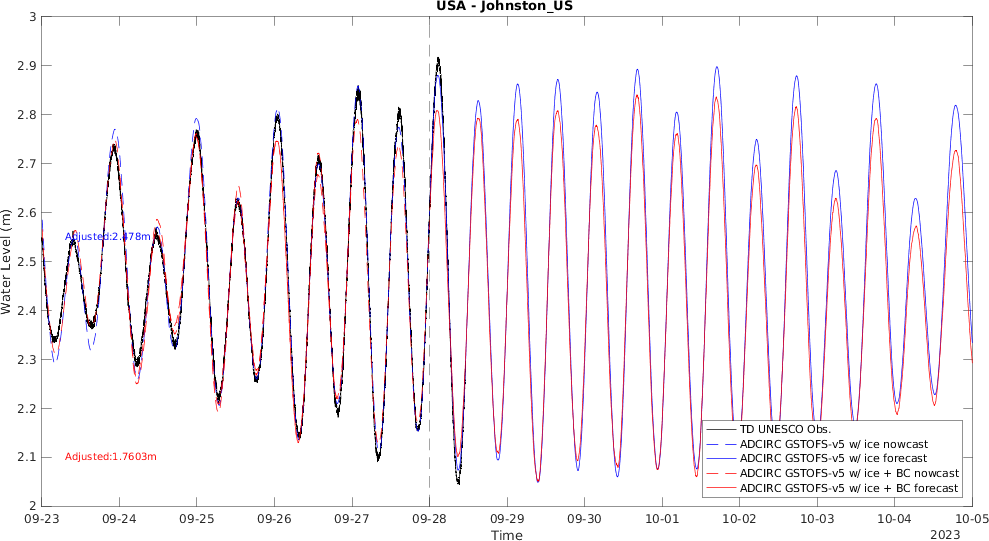 USA - Johnston_US
3
2.9
2.8
2.7
2.6
2.5
2.4
2.3
2.2
2.1
2
Water Level (m)
Adjusted:2.478m
Adjusted:1.7603m
TD UNESCO Obs.
ADCIRC GSTOFS-v5 w/ ice nowcast
ADCIRC GSTOFS-v5 w/ ice forecast
ADCIRC GSTOFS-v5 w/ ice + BC nowcast
ADCIRC GSTOFS-v5 w/ ice + BC forecast
09-23 09-24 09-25 09-26 09-27 09-28 09-29 09-30 10-01 10-02 10-03 10-04 10-05
Time
2023